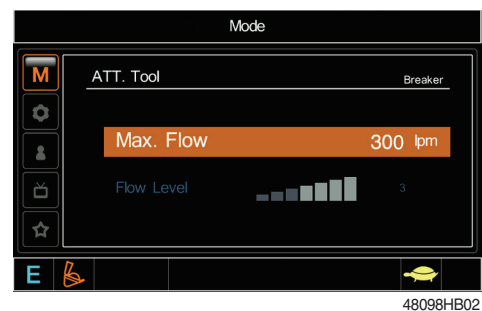 Mode
M
ATT. Tool Breaker
Max. Flow 300 lpm
Flow Level 3
E
48098HB02